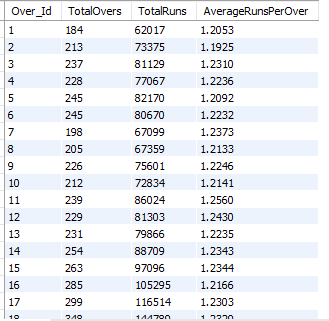 Over_Id TotalOvers TotalRuns AverageRunsPerOver
1 184 62017 1.2053
2 213 73375 1.1925
3 237 81129 1.2310
4 228 77067 1.2236
5 245 82170 1.2092
6 245 80670 1.2232
7 198 67099 1.2373
8 205 67359 1.2133
9 226 75601 1.2246
10 212 72834 1.2141
11 239 86024 1.2560
12 229 81303 1.2430
13 231 79866 1.2235
14 254 88709 1.2343
15 263 97096 1.2344
16 285 105295 1.2166
17 299 116514 1.2303
18 348 144780